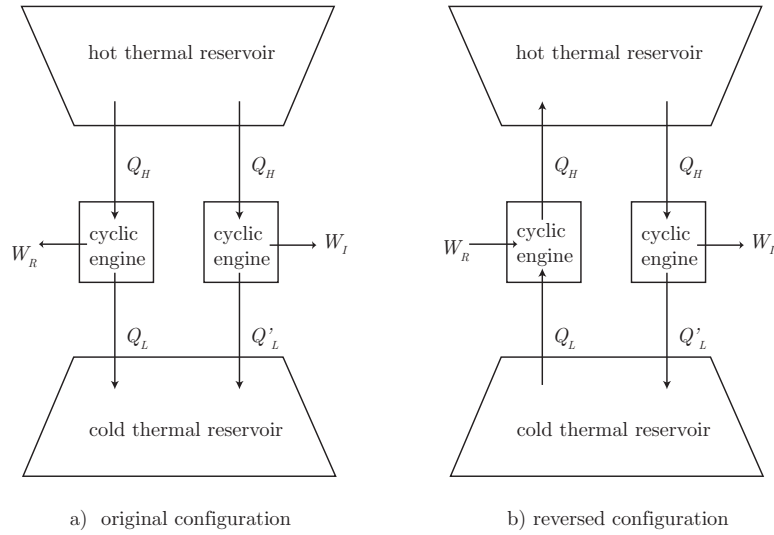 hot thermal reservoir
Q_H
Q_H
cyclic
engine
cyclic
engine
W_R
W_I
Q_L
Q’_L
cold thermal reservoir
a) original configuration
hot thermal reservoir
Q_H
Q_H
cyclic
engine
cyclic
engine
W_R
W_I
Q_L
Q’_L
cold thermal reservoir
b) reversed configuration